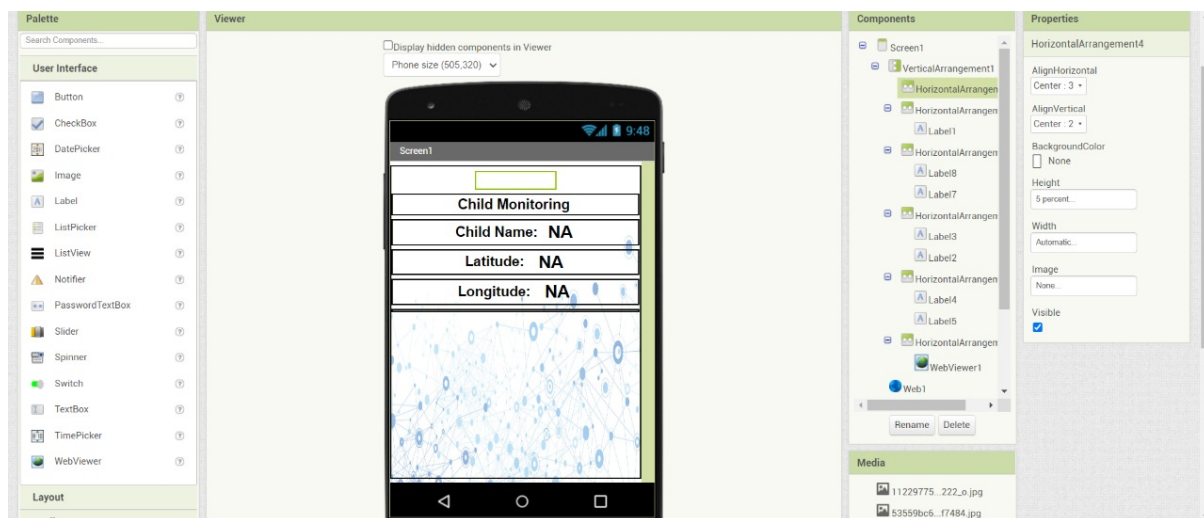 Palette
Search Components...
User Interface
Button
CheckBox
DatePicker
Image
Label
ListPicker
ListView
Notifier
PasswordTextBox
Slider
Spinner
Switch
TextBox
TimePicker
WebViewer
Layout
Viewer
Display hidden components in Viewer
Phone size (505,320)
9:48
Screen1
Child Monitoring
Child Name: NA
Latitude: NA
Longitude: NA
Components
Screen1
VerticalArrangement1
HorizontalArrangen
HorizontalArrangen
Label1
HorizontalArrangen
Label8
Label7
HorizontalArrangen
Label3
Label2
HorizontalArrangen
Label4
Label5
HorizontalArrangen
WebViewer1
Web1
Rename Delete
Media
11229775...222_o.jpg
53559bc6...f7484.jpg
Properties
HorizontalArrangement4
AlignHorizontal
Center : 3
AlignVertical
Center : 2
BackgroundColor
None
Height
5 percent...
Width
Automatic...
Image
None...
Visible